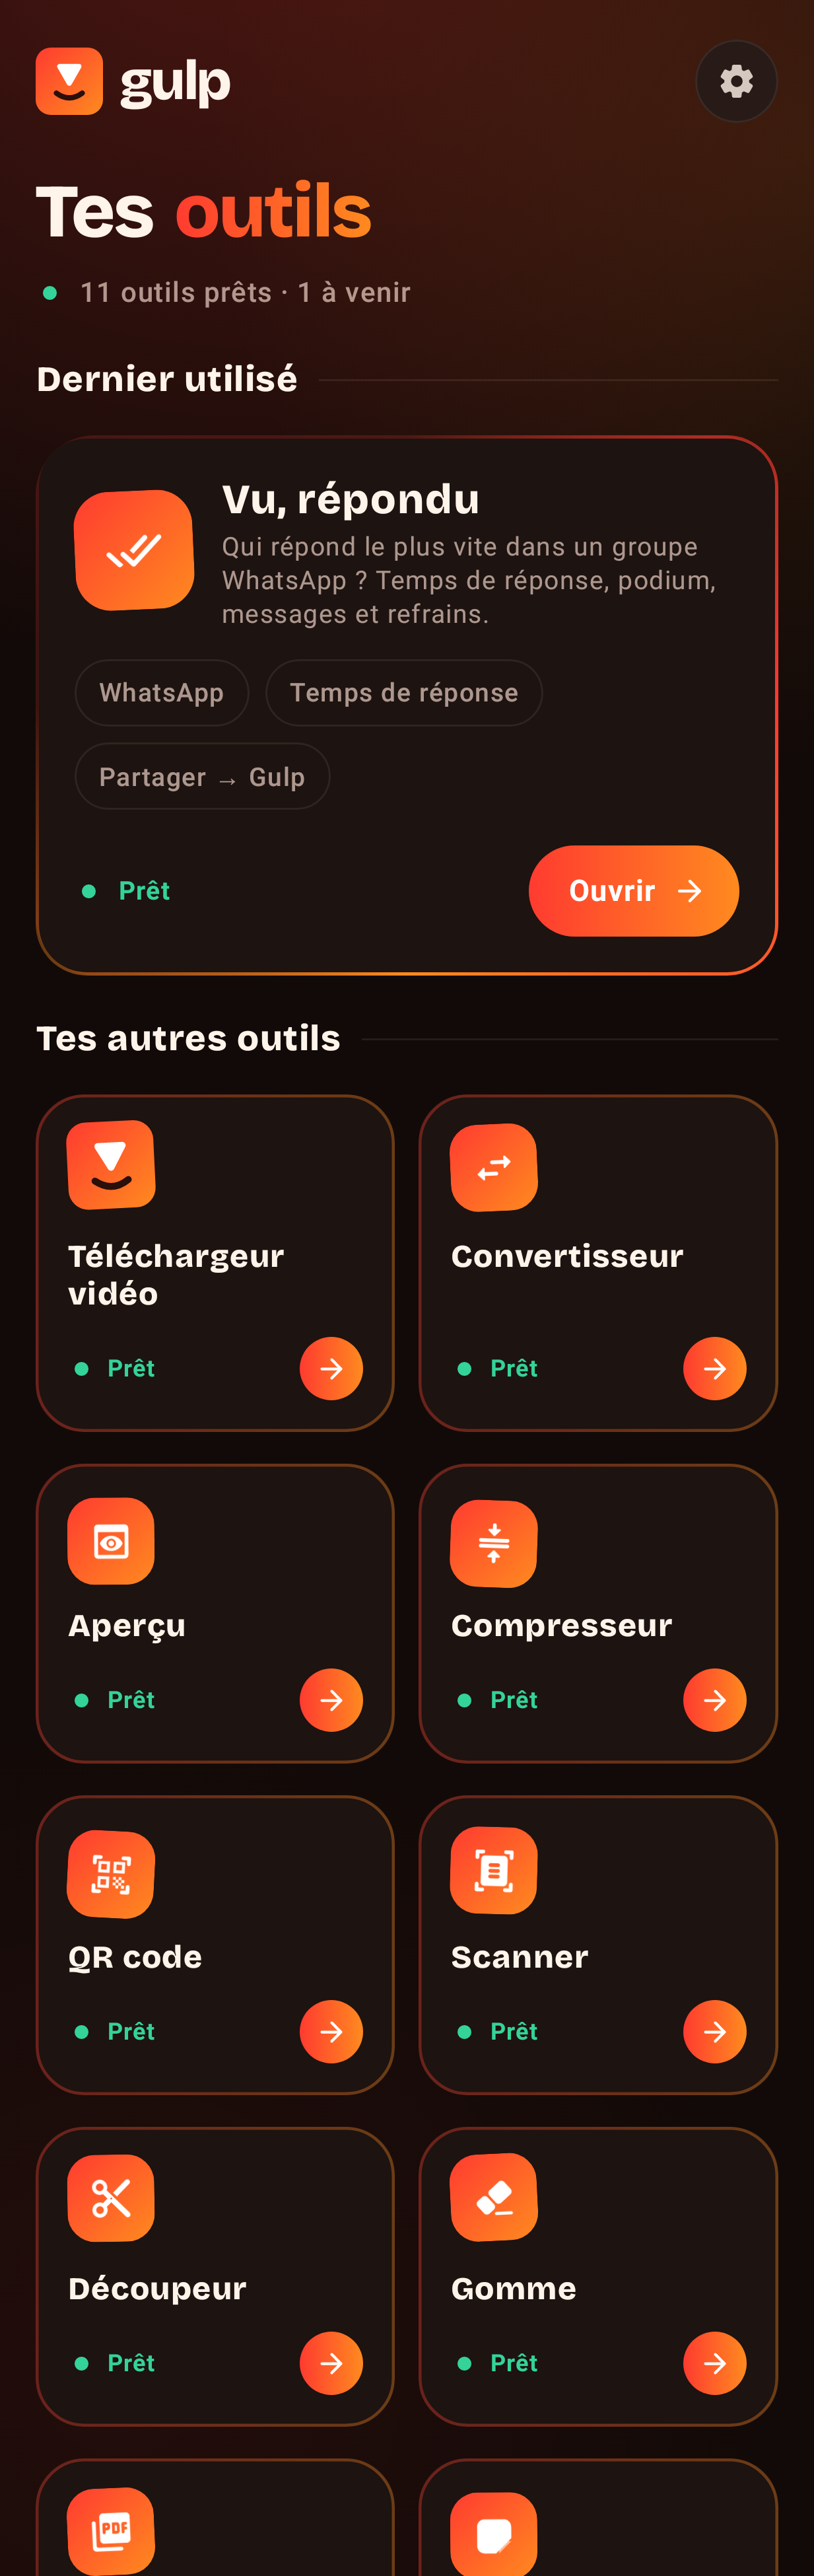 gulp
Tes outils
11 outils prêts · 1 à venir
Dernier utilisé
Vu, répondu
Qui répond le plus vite dans un groupe
WhatsApp ? Temps de réponse, podium,
messages et refrains.
WhatsApp
Temps de réponse
Partager → Gulp
Prêt
Ouvrir →
Tes autres outils
Téléchargeur
vidéo
Prêt
Convertisseur
Prêt
Aperçu
Prêt
Compresseur
Prêt
QR code
Prêt
Scanner
Prêt
Découpeur
Prêt
Gomme
Prêt
PDF